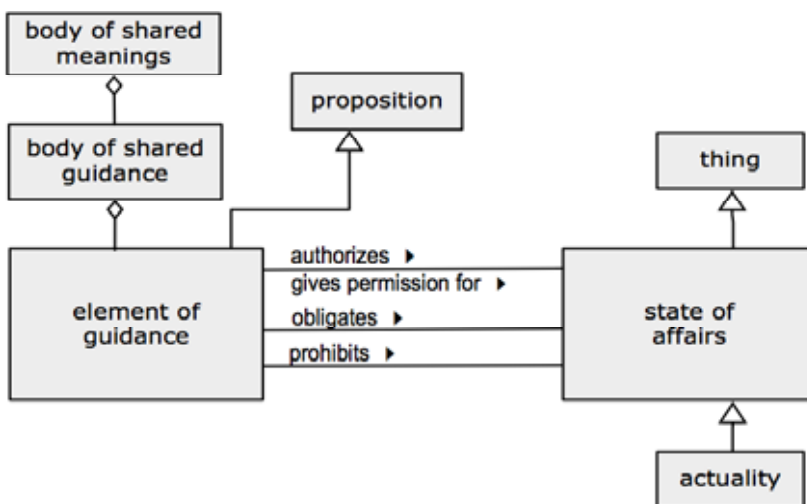 body of shared
meanings
proposition
body of shared
guidance
thing
authorizes ▸
gives permission for ▸
element of
guidance
obligates ▸
prohibits ▸
state of
affairs
actuality